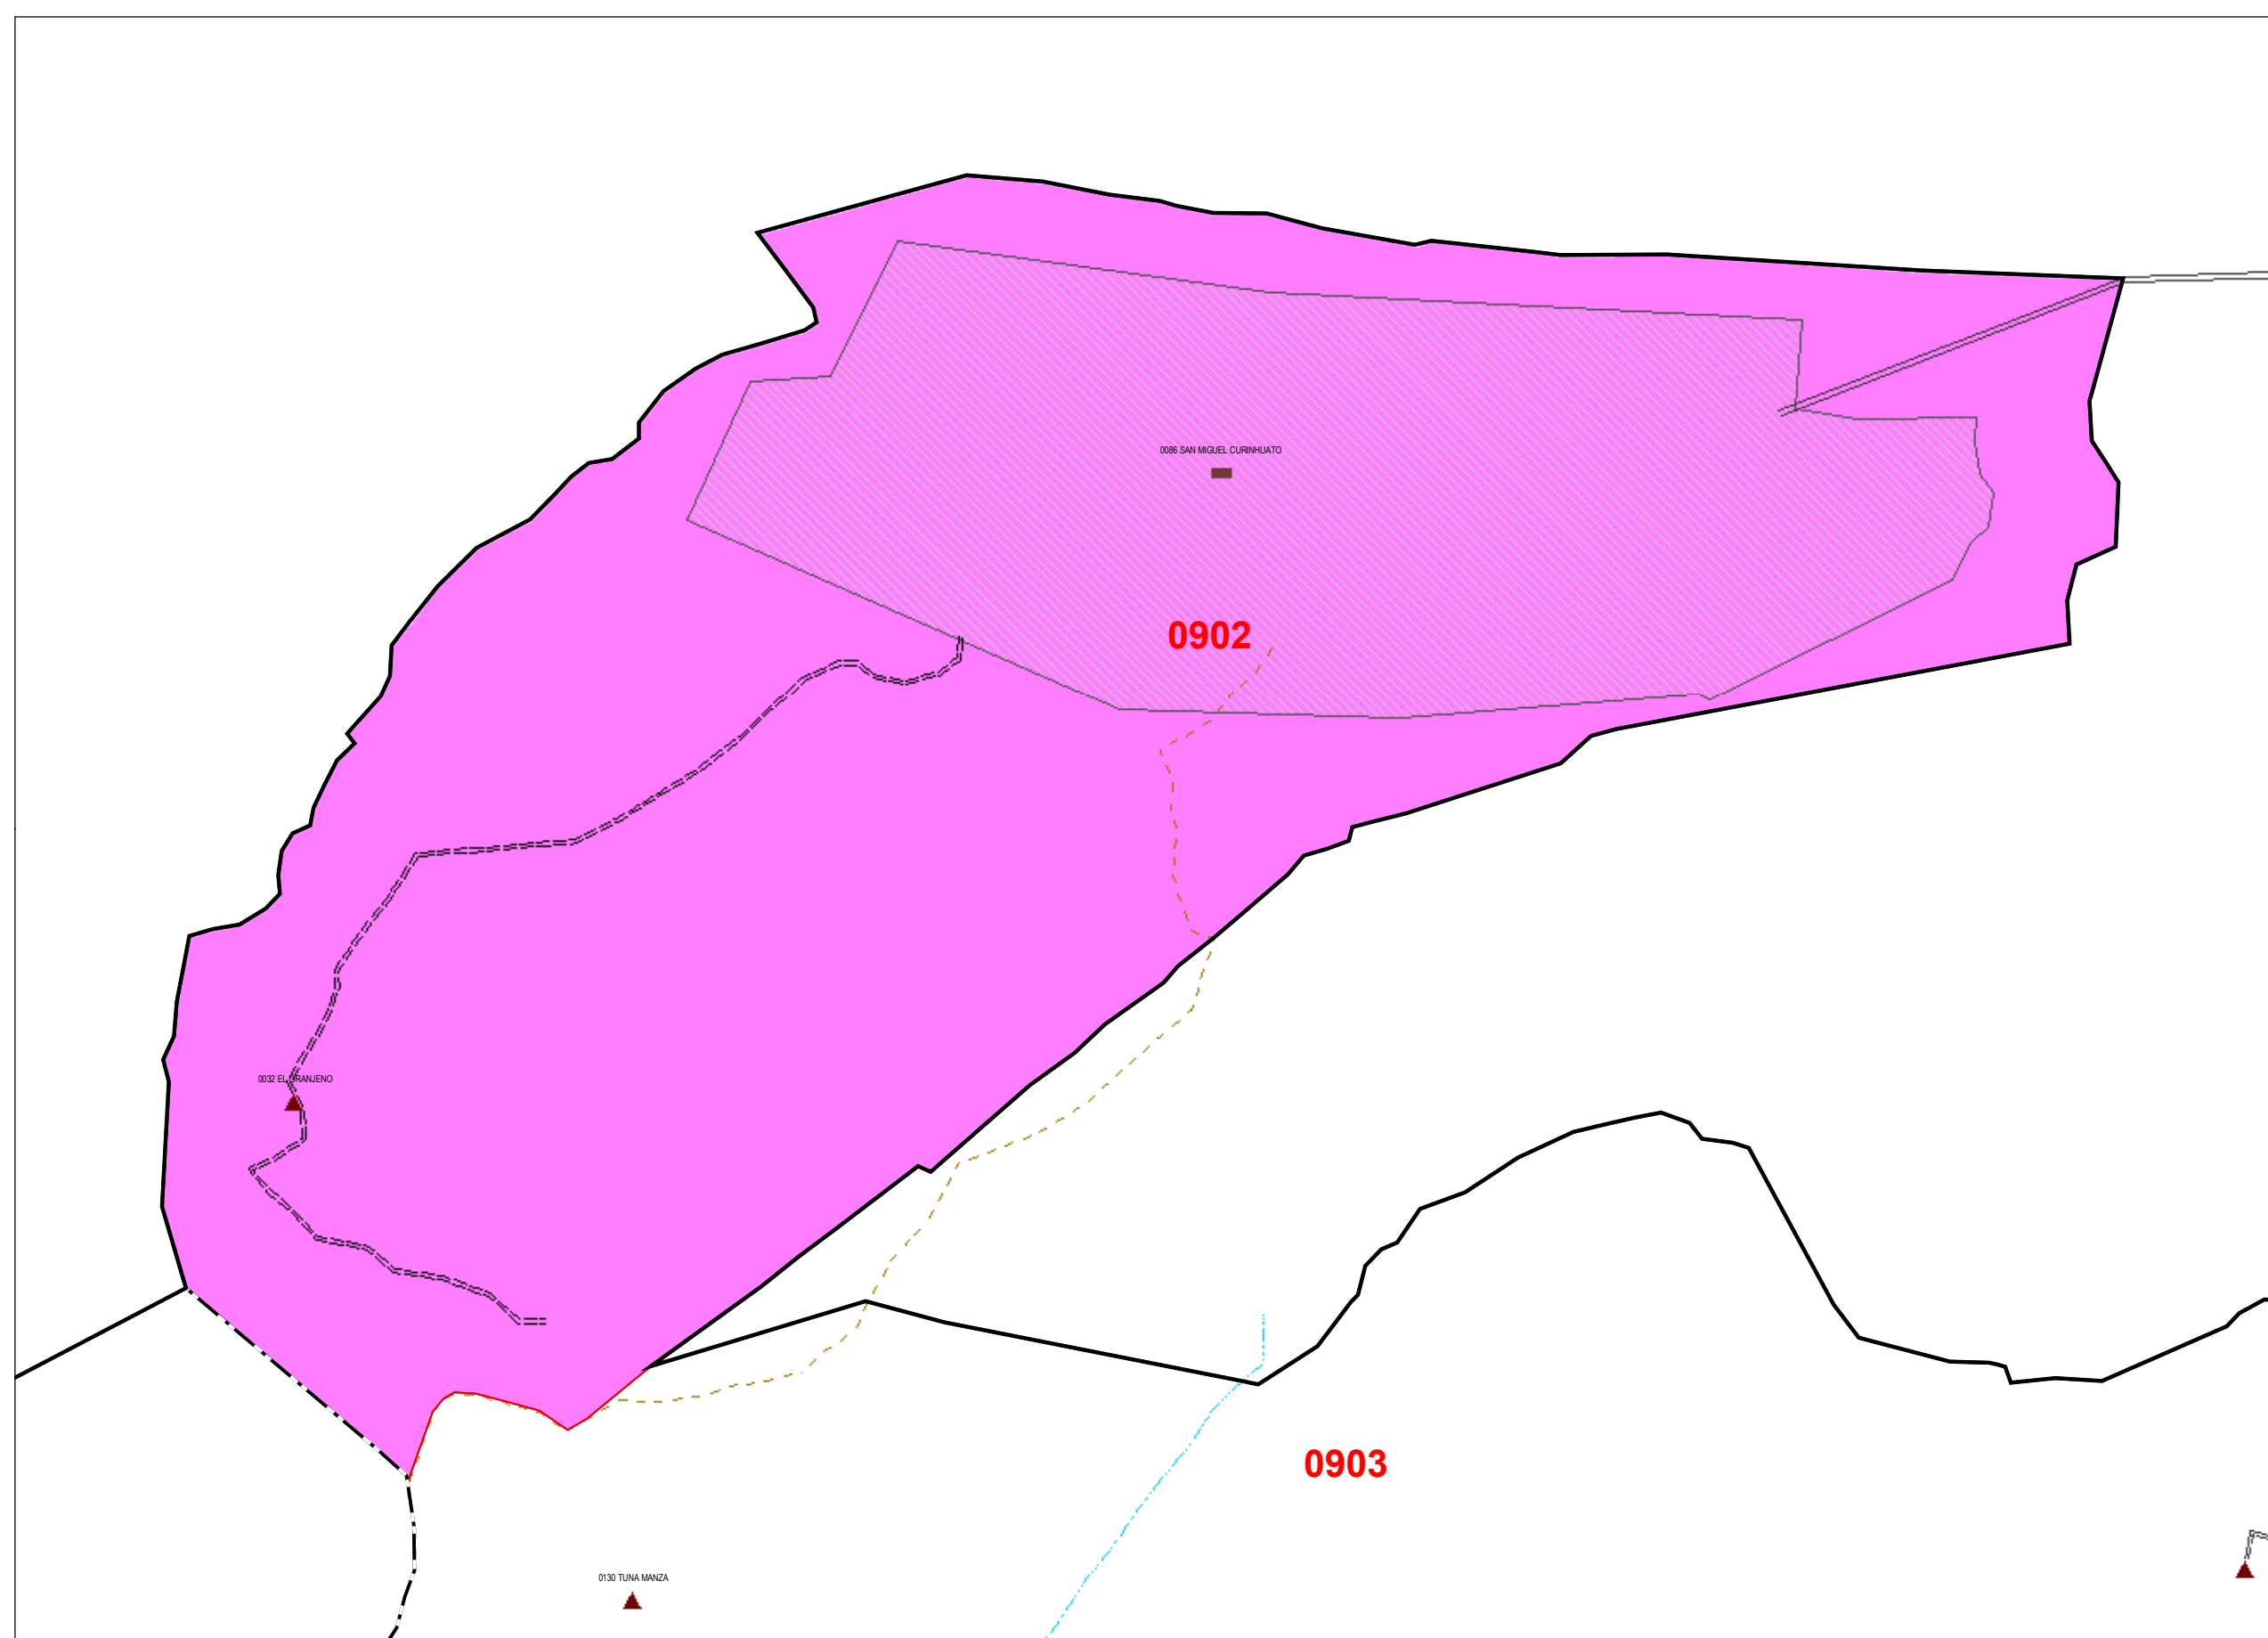 0086 SAN MIGUEL CURINHUATO
0902
0032 EL GRANJENO
0903
0130 TUNA MANZA